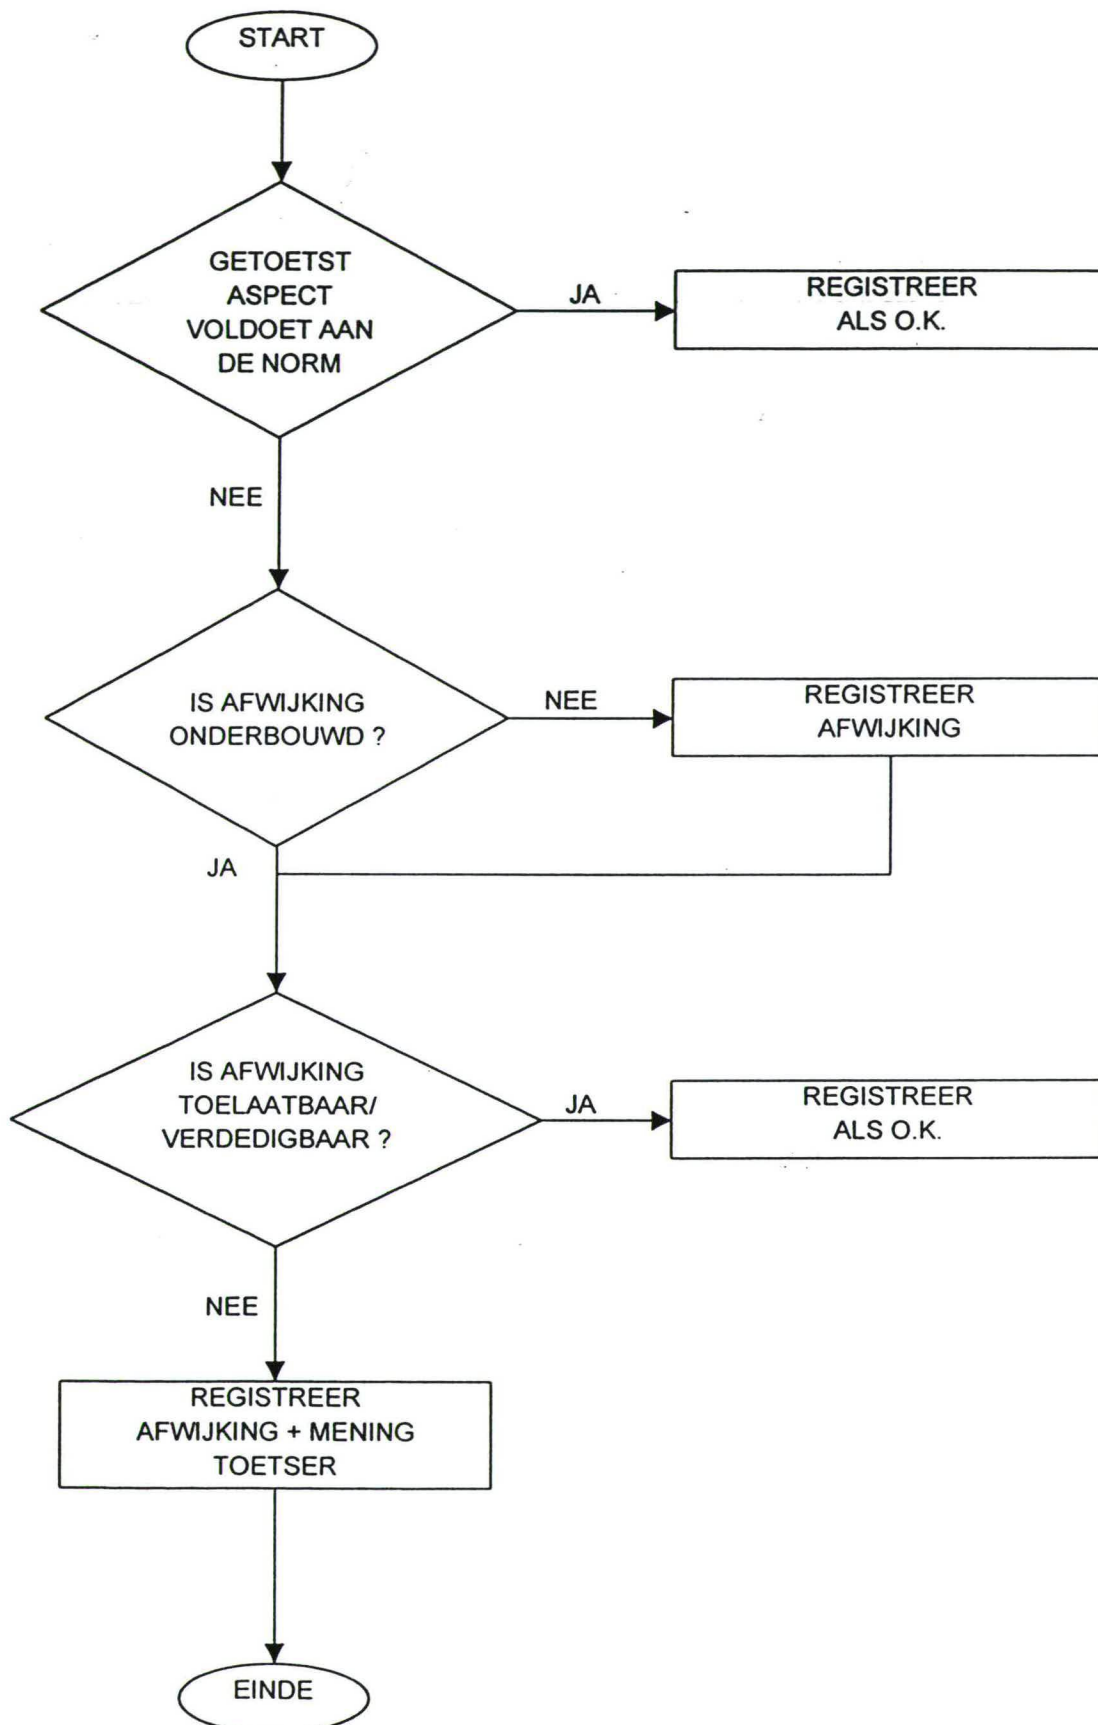 START
GETOETST
ASPECT
VOLDOET AAN
DE NORM
JA
REGISTREER
ALS O.K.
NEE
IS AFWIJKING
ONDERBOUWD ?
NEE
REGISTREER
AFWIJKING
JA
IS AFWIJKING
TOELAATBAAR/
VERDEDIGBAAR ?
JA
REGISTREER
ALS O.K.
NEE
REGISTREER
AFWIJKING + MENING
TOETSER
EINDE